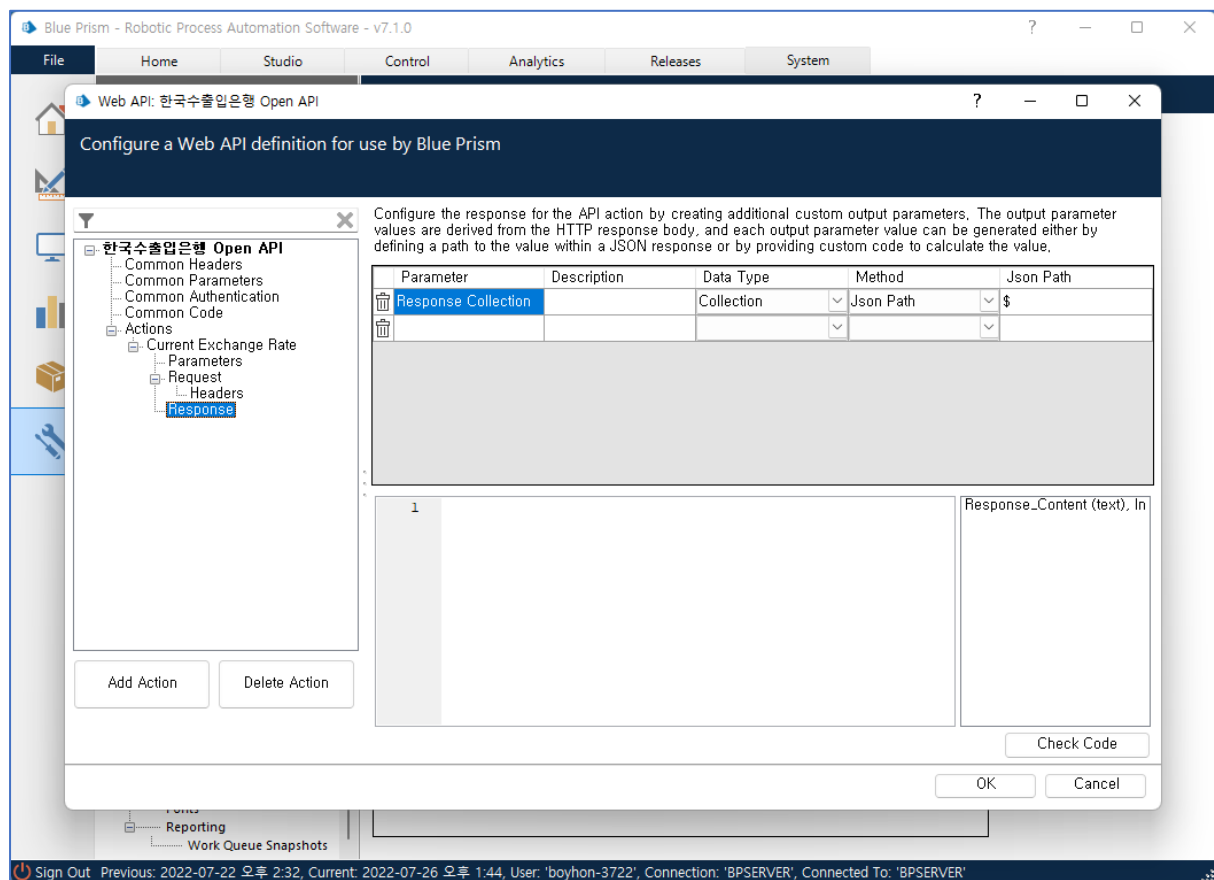 Blue Prism - Robotic Process Automation Software - v7.1.0
File Home Studio Control Analytics Releases System
Web API: 한국수출입은행 Open API
Configure a Web API definition for use by Blue Prism
한국수출입은행 Open API
Common Headers
Common Parameters
Common Authentication
Common Code
Actions
Current Exchange Rate
Parameters
Request
Headers
Response
Add Action Delete Action
Configure the response for the API action by creating additional custom output parameters. The output parameter
values are derived from the HTTP response body, and each output parameter value can be generated either by
defining a path to the value within a JSON response or by providing custom code to calculate the value.
Parameter Description Data Type Method Json Path
Response Collection Collection Json Path $
1
Response_Content (text), In
Check Code
OK Cancel
Reporting
Work Queue Snapshots
Sign Out Previous: 2022-07-22 오후 2:32, Current: 2022-07-26 오후 1:44, User: 'boyhon-3722', Connection: 'BPSERVER', Connected To: 'BPSERVER'